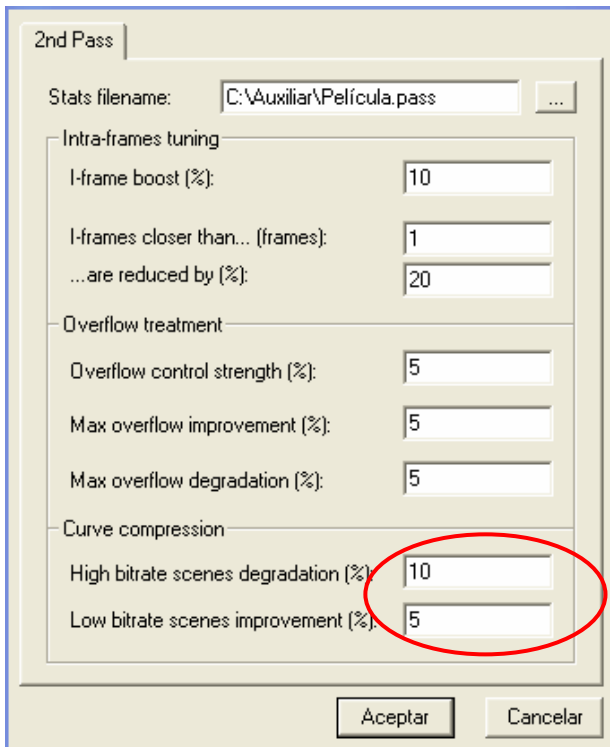 2nd Pass
Stats filename: C:\Auxiliar\Película.pass ...
Intra-frames tuning
I-frame boost (%): 10
I-frames closer than... (frames): 1
...are reduced by (%): 20
Overflow treatment
Overflow control strength (%): 5
Max overflow improvement (%): 5
Max overflow degradation (%): 5
Curve compression
High bitrate scenes degradation (%): 10
Low bitrate scenes improvement (%): 5
Aceptar Cancelar